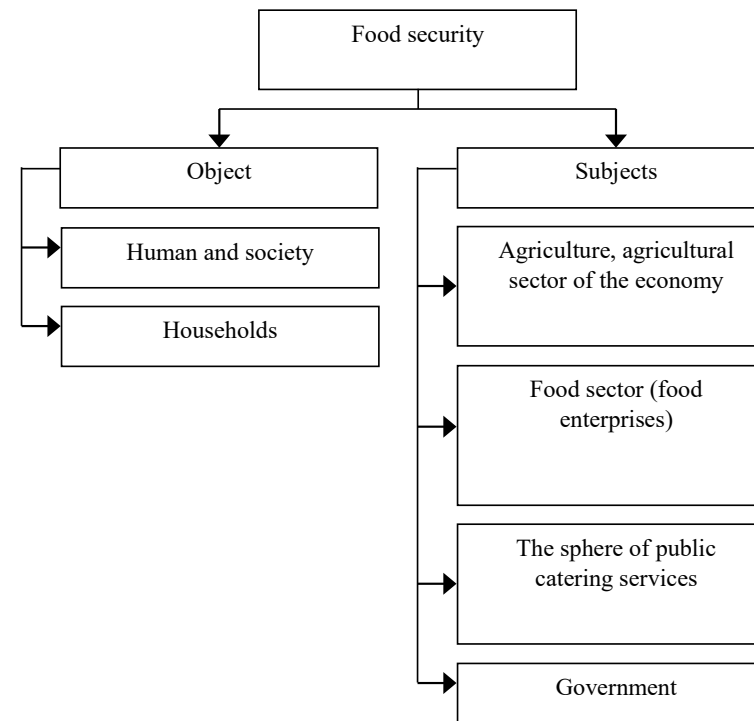 Food security
Object
Subjects
Human and society
Households
Agriculture, agricultural
sector of the economy
Food sector (food
enterprises)
The sphere of public
catering services
Government